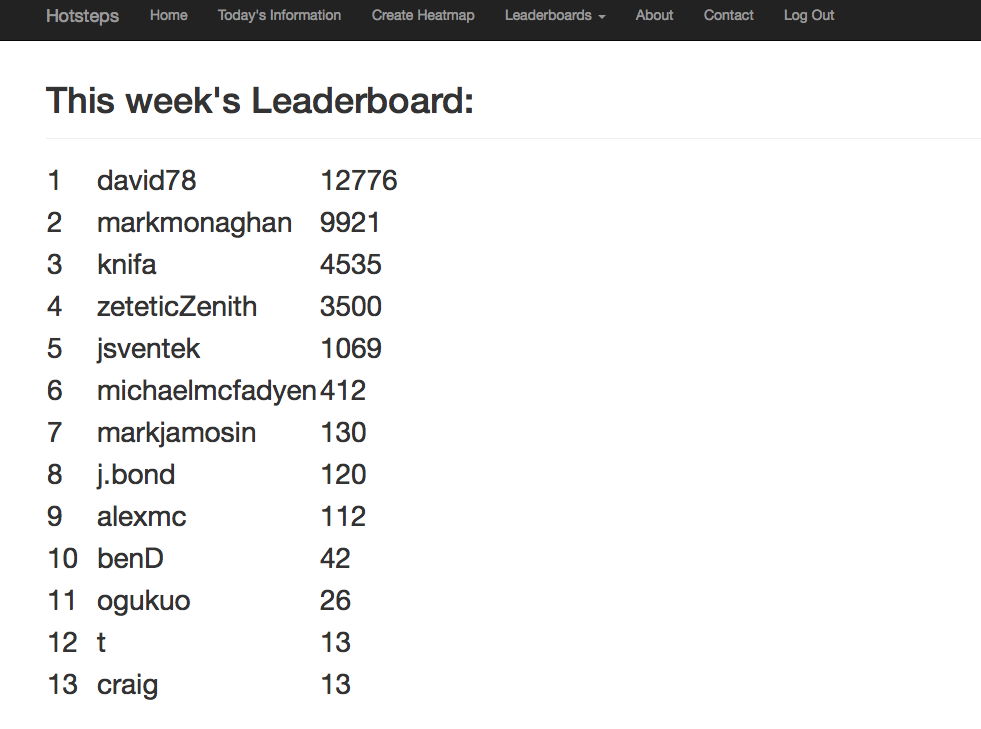 Hotsteps Home Today's Information Create Heatmap Leaderboards About Contact Log Out
This week's Leaderboard:
1 david78 12776
2 markmonaghan 9921
3 knifa 4535
4 zeteticZenith 3500
5 jsventek 1069
6 michaelmcfadyen 412
7 markjamosin 130
8 j.bond 120
9 alexmc 112
10 benD 42
11 ogukuo 26
12 t 13
13 craig 13